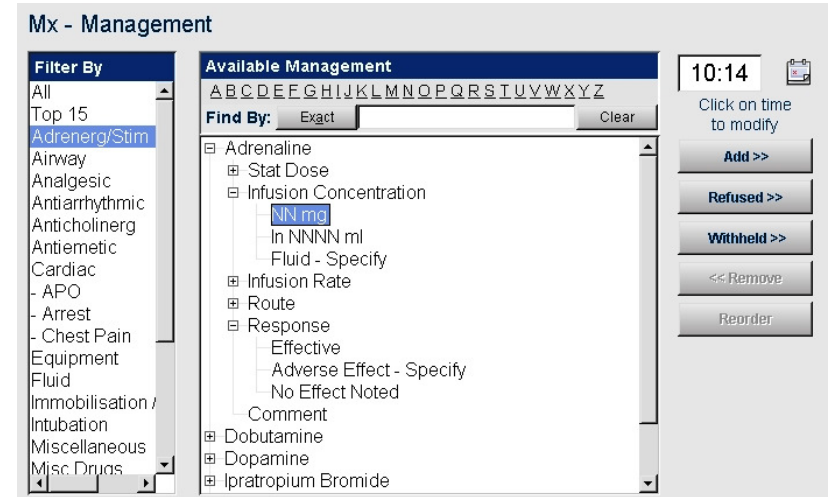 Mx - Management
Filter By
All
Top 15
Adrenerg/Stim
Airway
Analgesic
Antiarrhythmic
Anticholinerg
Antiemetic
Cardiac
- APO
- Arrest
- Chest Pain
Equipment
Fluid
Immobilisation /
Intubation
Miscellaneous
Misc Drugs
Available Management
A B C D E F G H I J K L M N O P Q R S T U V W X Y Z
Find By: Exact Clear
Adrenaline
Stat Dose
Infusion Concentration
NN mg
In NNNN ml
Fluid - Specify
Infusion Rate
Route
Response
Effective
Adverse Effect - Specify
No Effect Noted
Comment
Dobutamine
Dopamine
Ipratropium Bromide
10:14
Click on time
to modify
Add >>
Refused >>
Withheld >>
<< Remove
Reorder